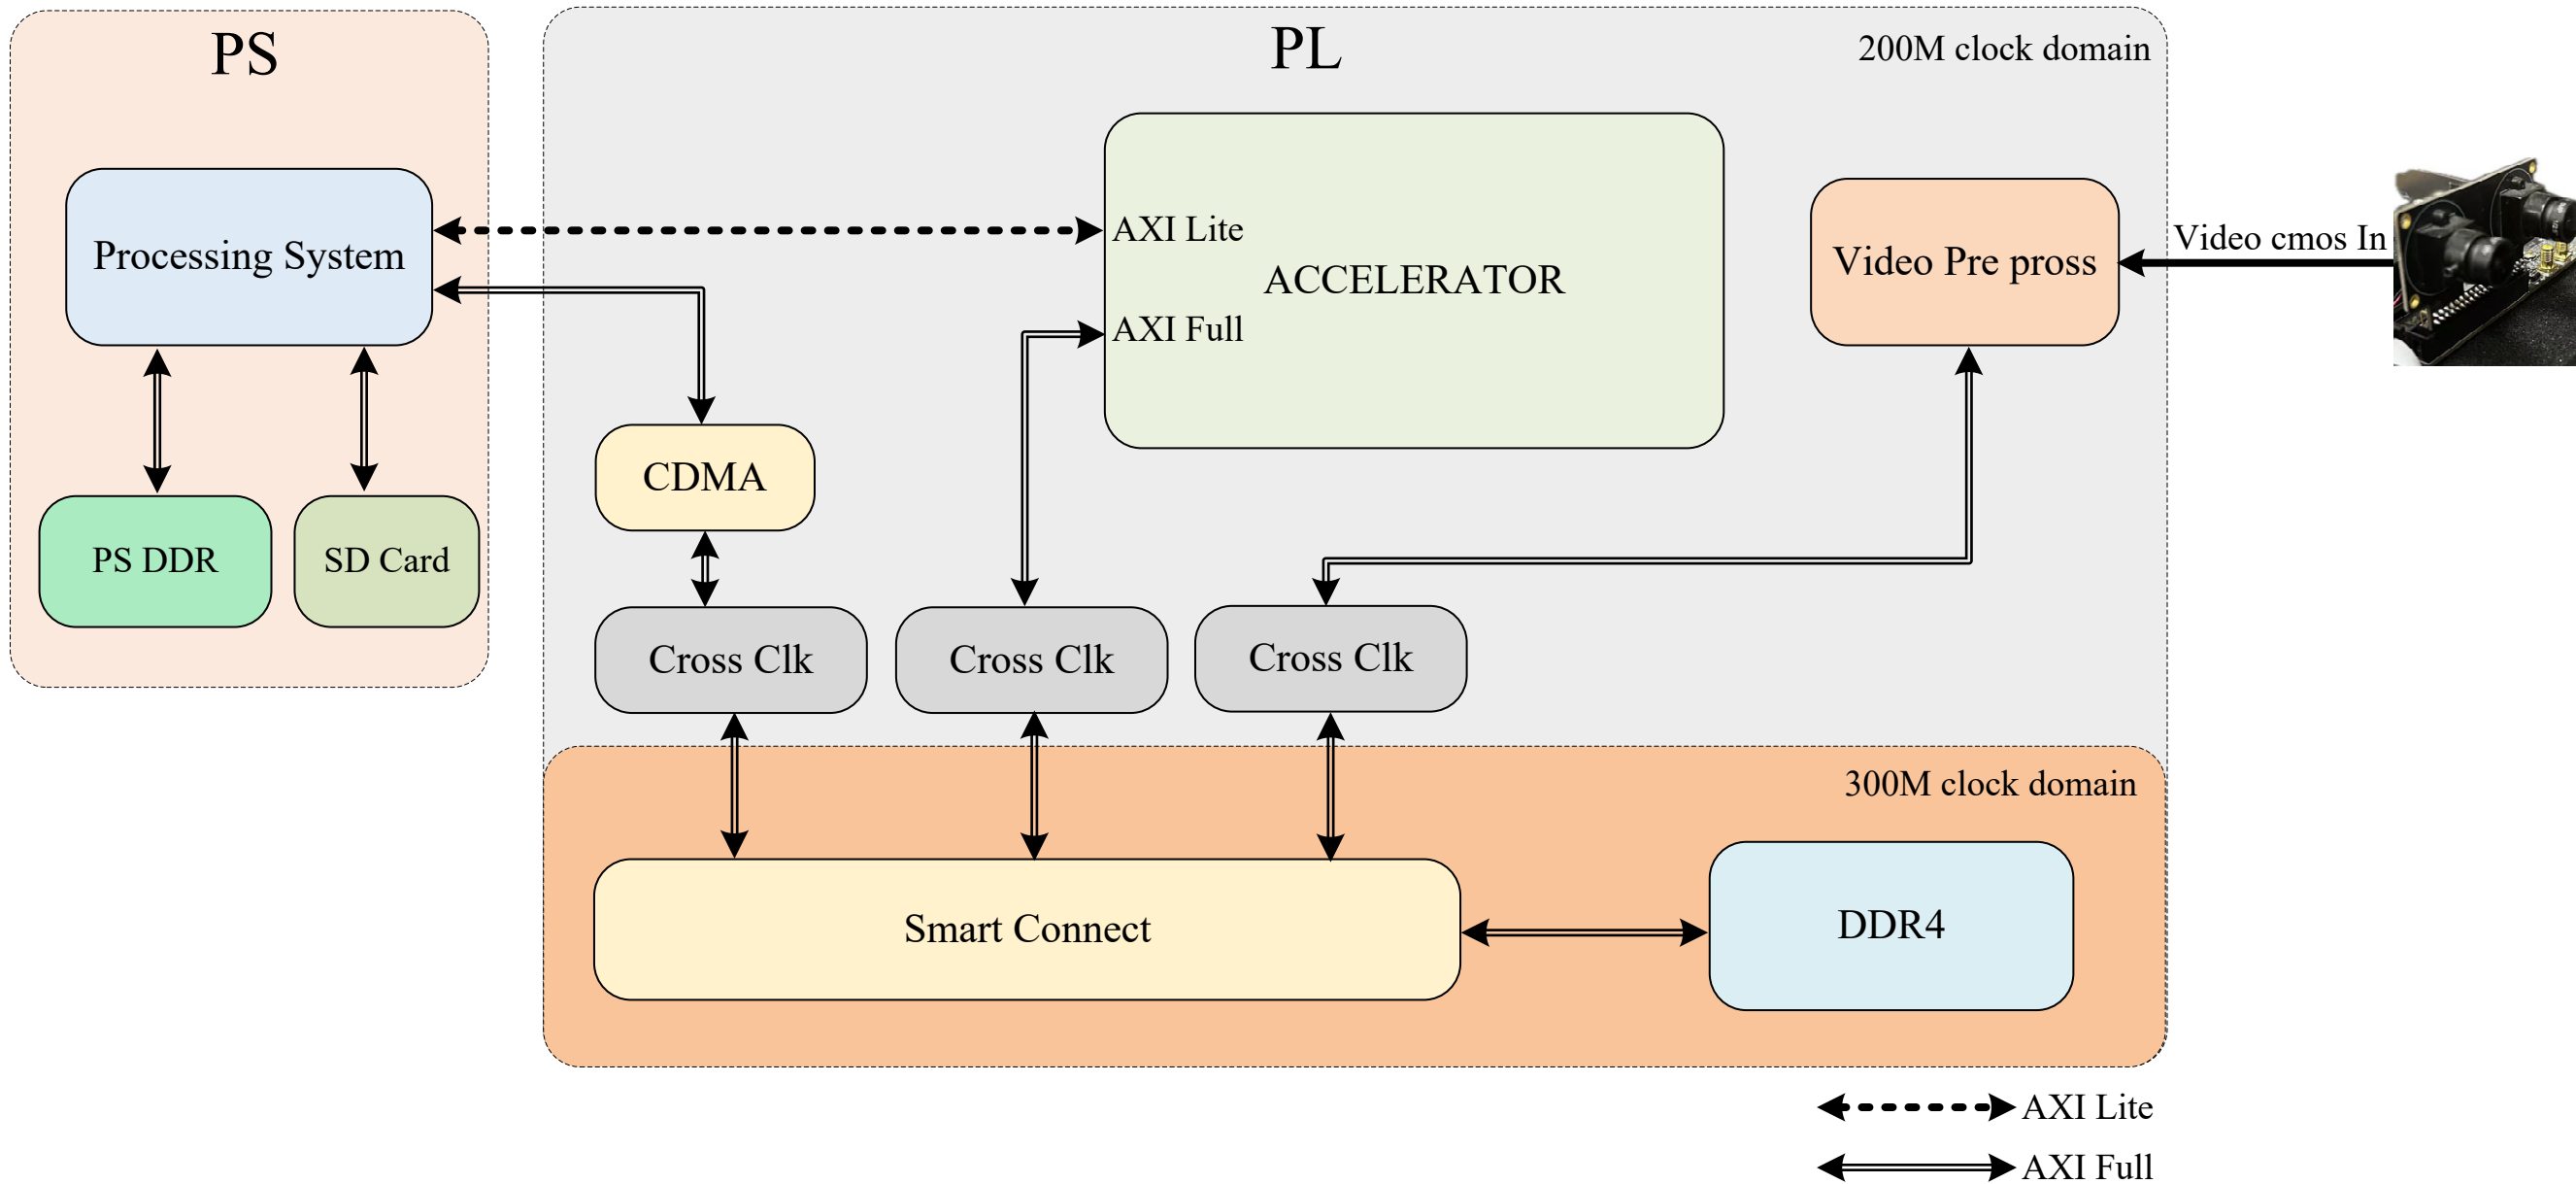 PS
PL
200M clock domain
Processing System
AXI Lite
ACCELERATOR
AXI Full
Video Pre pross
Video cmos In
CDMA
PS DDR
SD Card
Cross Clk
Cross Clk
Cross Clk
300M clock domain
Smart Connect
DDR4
AXI Lite
AXI Full